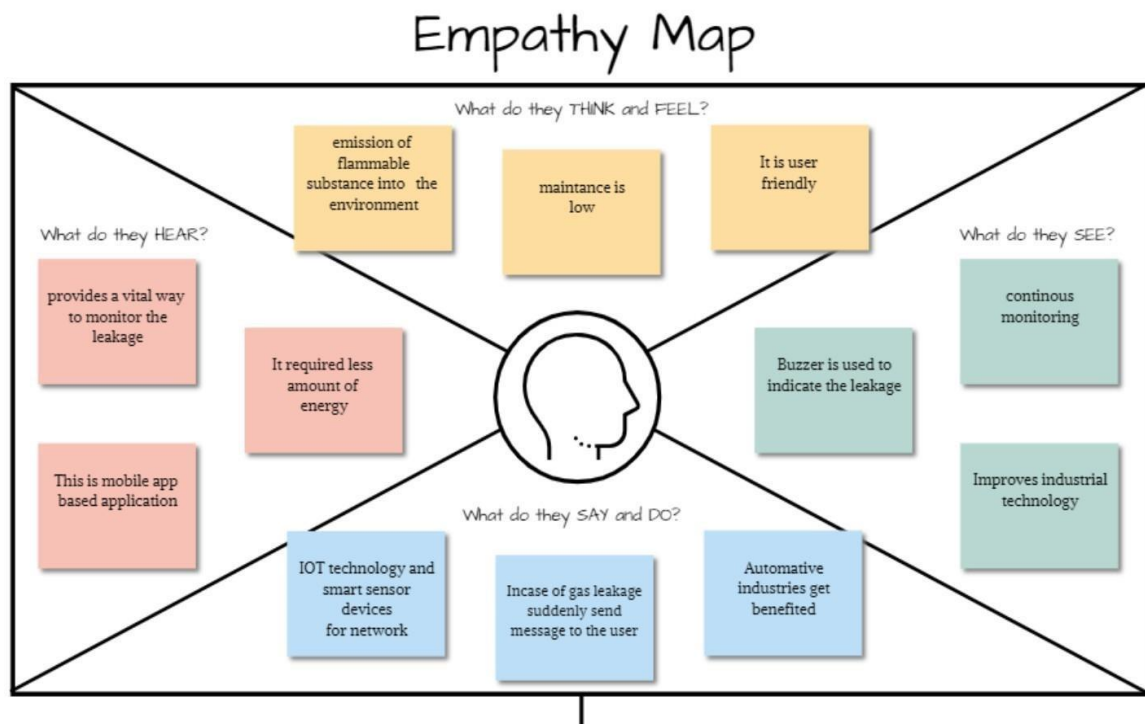 Empathy Map
What do they THINK and FEEL?
emission of
flammable
substance into the
environment
maintance is
low
It is user
friendly
What do they HEAR?
provides a vital way
to monitor the
leakage
It required less
amount of
energy
This is mobile app
based application
What do they SEE?
continous
monitoring
Buzzer is used to
indicate the leakage
Improves industrial
technology
What do they SAY and DO?
IOT technology and
smart sensor
devices
for network
Incase of gas leakage
suddenly send
message to the user
Automative
industries get
benefited